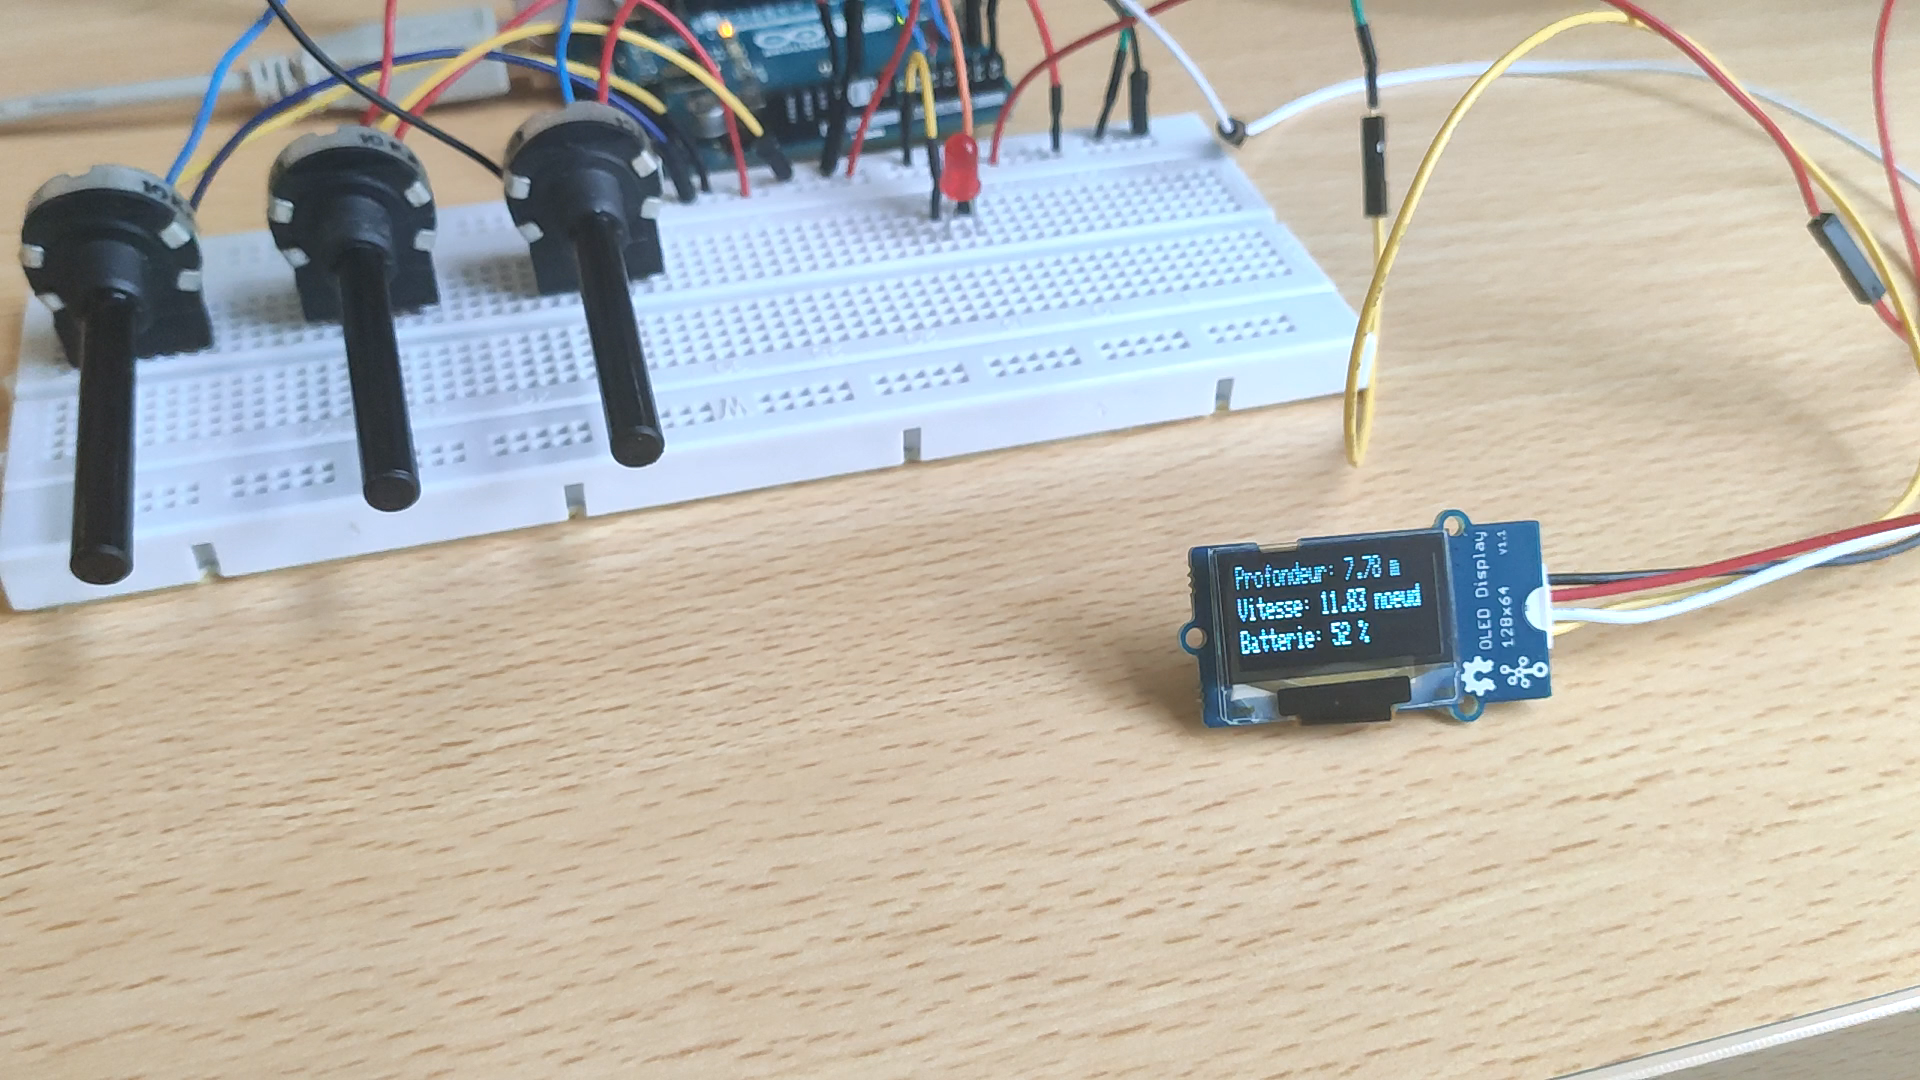 Profondeur: 7.78 m
Vitesse: 11.83 noeud
Batterie: 52 %
OLED Display
128x64
V1.1